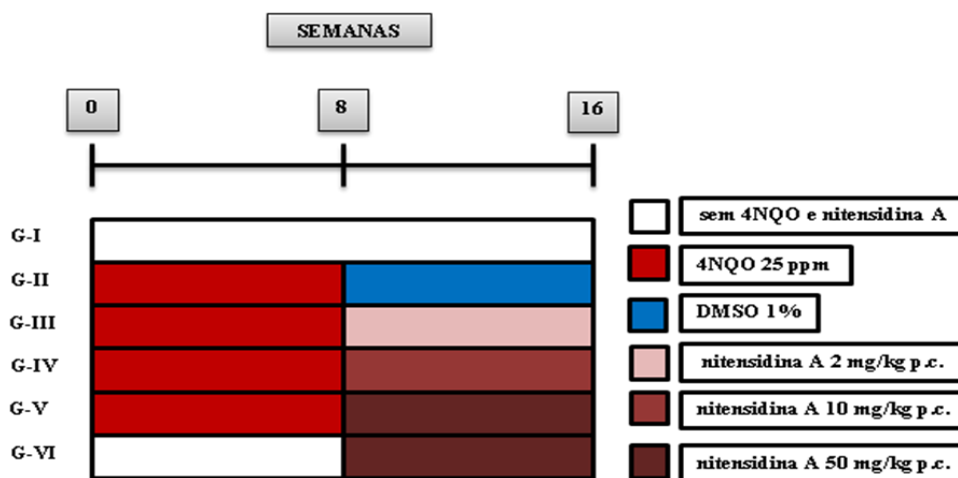 SEMANAS
0
8
16
G-I
G-II
G-III
G-IV
G-V
G-VI
sem 4NQO e nitensidina A
4NQO 25 ppm
DMSO 1%
nitensidina A 2 mg/kg p.c.
nitensidina A 10 mg/kg p.c.
nitensidina A 50 mg/kg p.c.